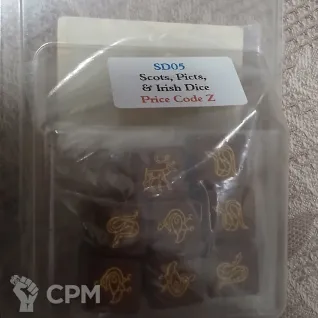 SD05
Scots, Picts,
& Irish Dice
Price Code Z
CPM